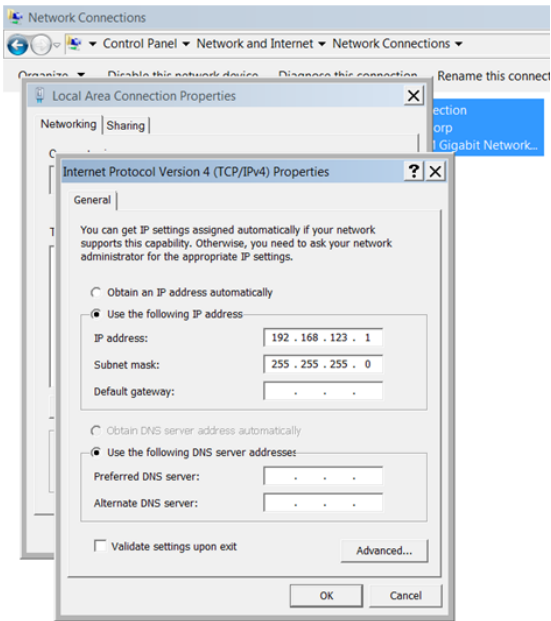 Network Connections
Control Panel Network and Internet Network Connections
Organize Disable this network device Diagnose this connection Rename this connect
Local Area Connection Properties
ection
Networking Sharing
orp
Gigabit Network...
Internet Protocol Version 4 (TCP/IPv4) Properties
General
You can get IP settings assigned automatically if your network
supports this capability. Otherwise, you need to ask your network
administrator for the appropriate IP settings.
Obtain an IP address automatically
Use the following IP address
IP address: 192 . 168 . 123 . 1
Subnet mask: 255 . 255 . 255 . 0
Default gateway: . . .
Obtain DNS server address automatically
Use the following DNS server addresses
Preferred DNS server: . . .
Alternate DNS server: . . .
Validate settings upon exit
Advanced...
OK Cancel